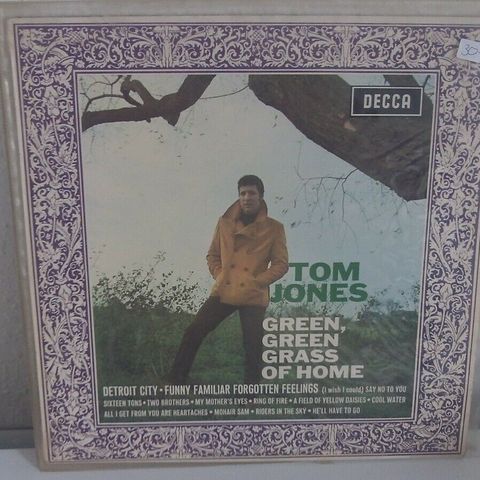 30
DECCA
TOM
JONES
GREEN,
GREEN
GRASS
OF HOME
DETROIT CITY • FUNNY FAMILIAR FORGOTTEN FEELINGS (I wish I could) SAY NO TO YOU
SIXTEEN TONS • TWO BROTHERS • MY MOTHER'S EYES • RING OF FIRE • A FIELD OF YELLOW DAISIES • COOL WATER
ALL I GET FROM YOU ARE HEARTACHES • MOHAIR SAM • RIDERS IN THE SKY • HE'LL HAVE TO GO